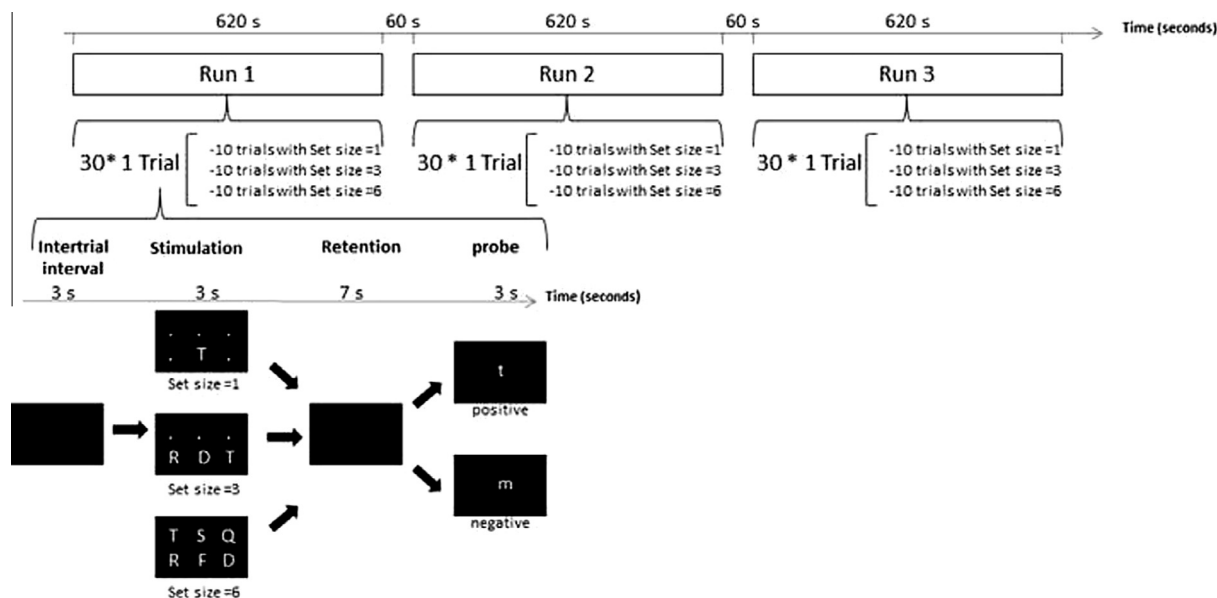 620 s 60 s 620 s 60 s 620 s
Time (seconds)
Run 1 Run 2 Run 3
30* 1 Trial
-10 trials with Set size =1
-10 trials with Set size =3
-10 trials with Set size =6
30 * 1 Trial
-10 trials with Set size =1
-10 trials with Set size =3
-10 trials with Set size =6
30 * 1 Trial
-10 trials with Set size =1
-10 trials with Set size =3
-10 trials with Set size =6
Intertrial
interval
Stimulation
Retention
probe
3 s 3 s 7 s 3 s
Time (seconds)
. . .
. T .
Set size =1
. . .
R D T
Set size =3
T S Q
R F D
Set size =6
t
positive
m
negative